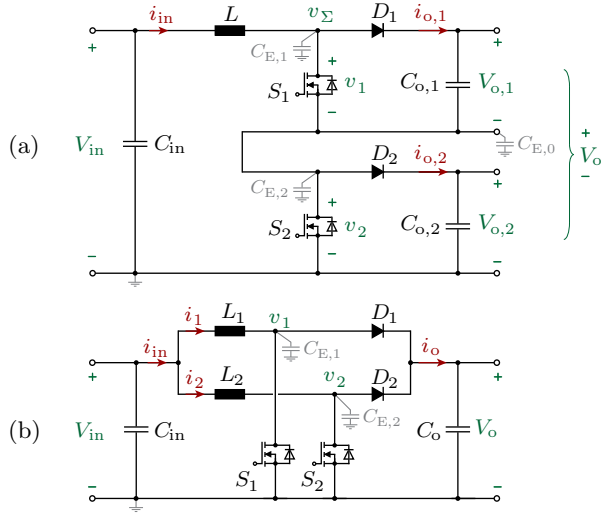 i_in L v_Σ D_1 i_o,1
+ + C_E,1 + +
S_1 v_1 C_o,1 V_o,1
− − +
(a) V_in C_in D_2 i_o,2 C_E,0 V_o
C_E,2 + + −
S_2 v_2 C_o,2 V_o,2
− − −
i_1 L_1 v_1 D_1
i_in C_E,1 i_o
+ i_2 L_2 v_2 D_2 +
C_E,2
(b) V_in C_in C_o V_o
S_1 S_2
− −